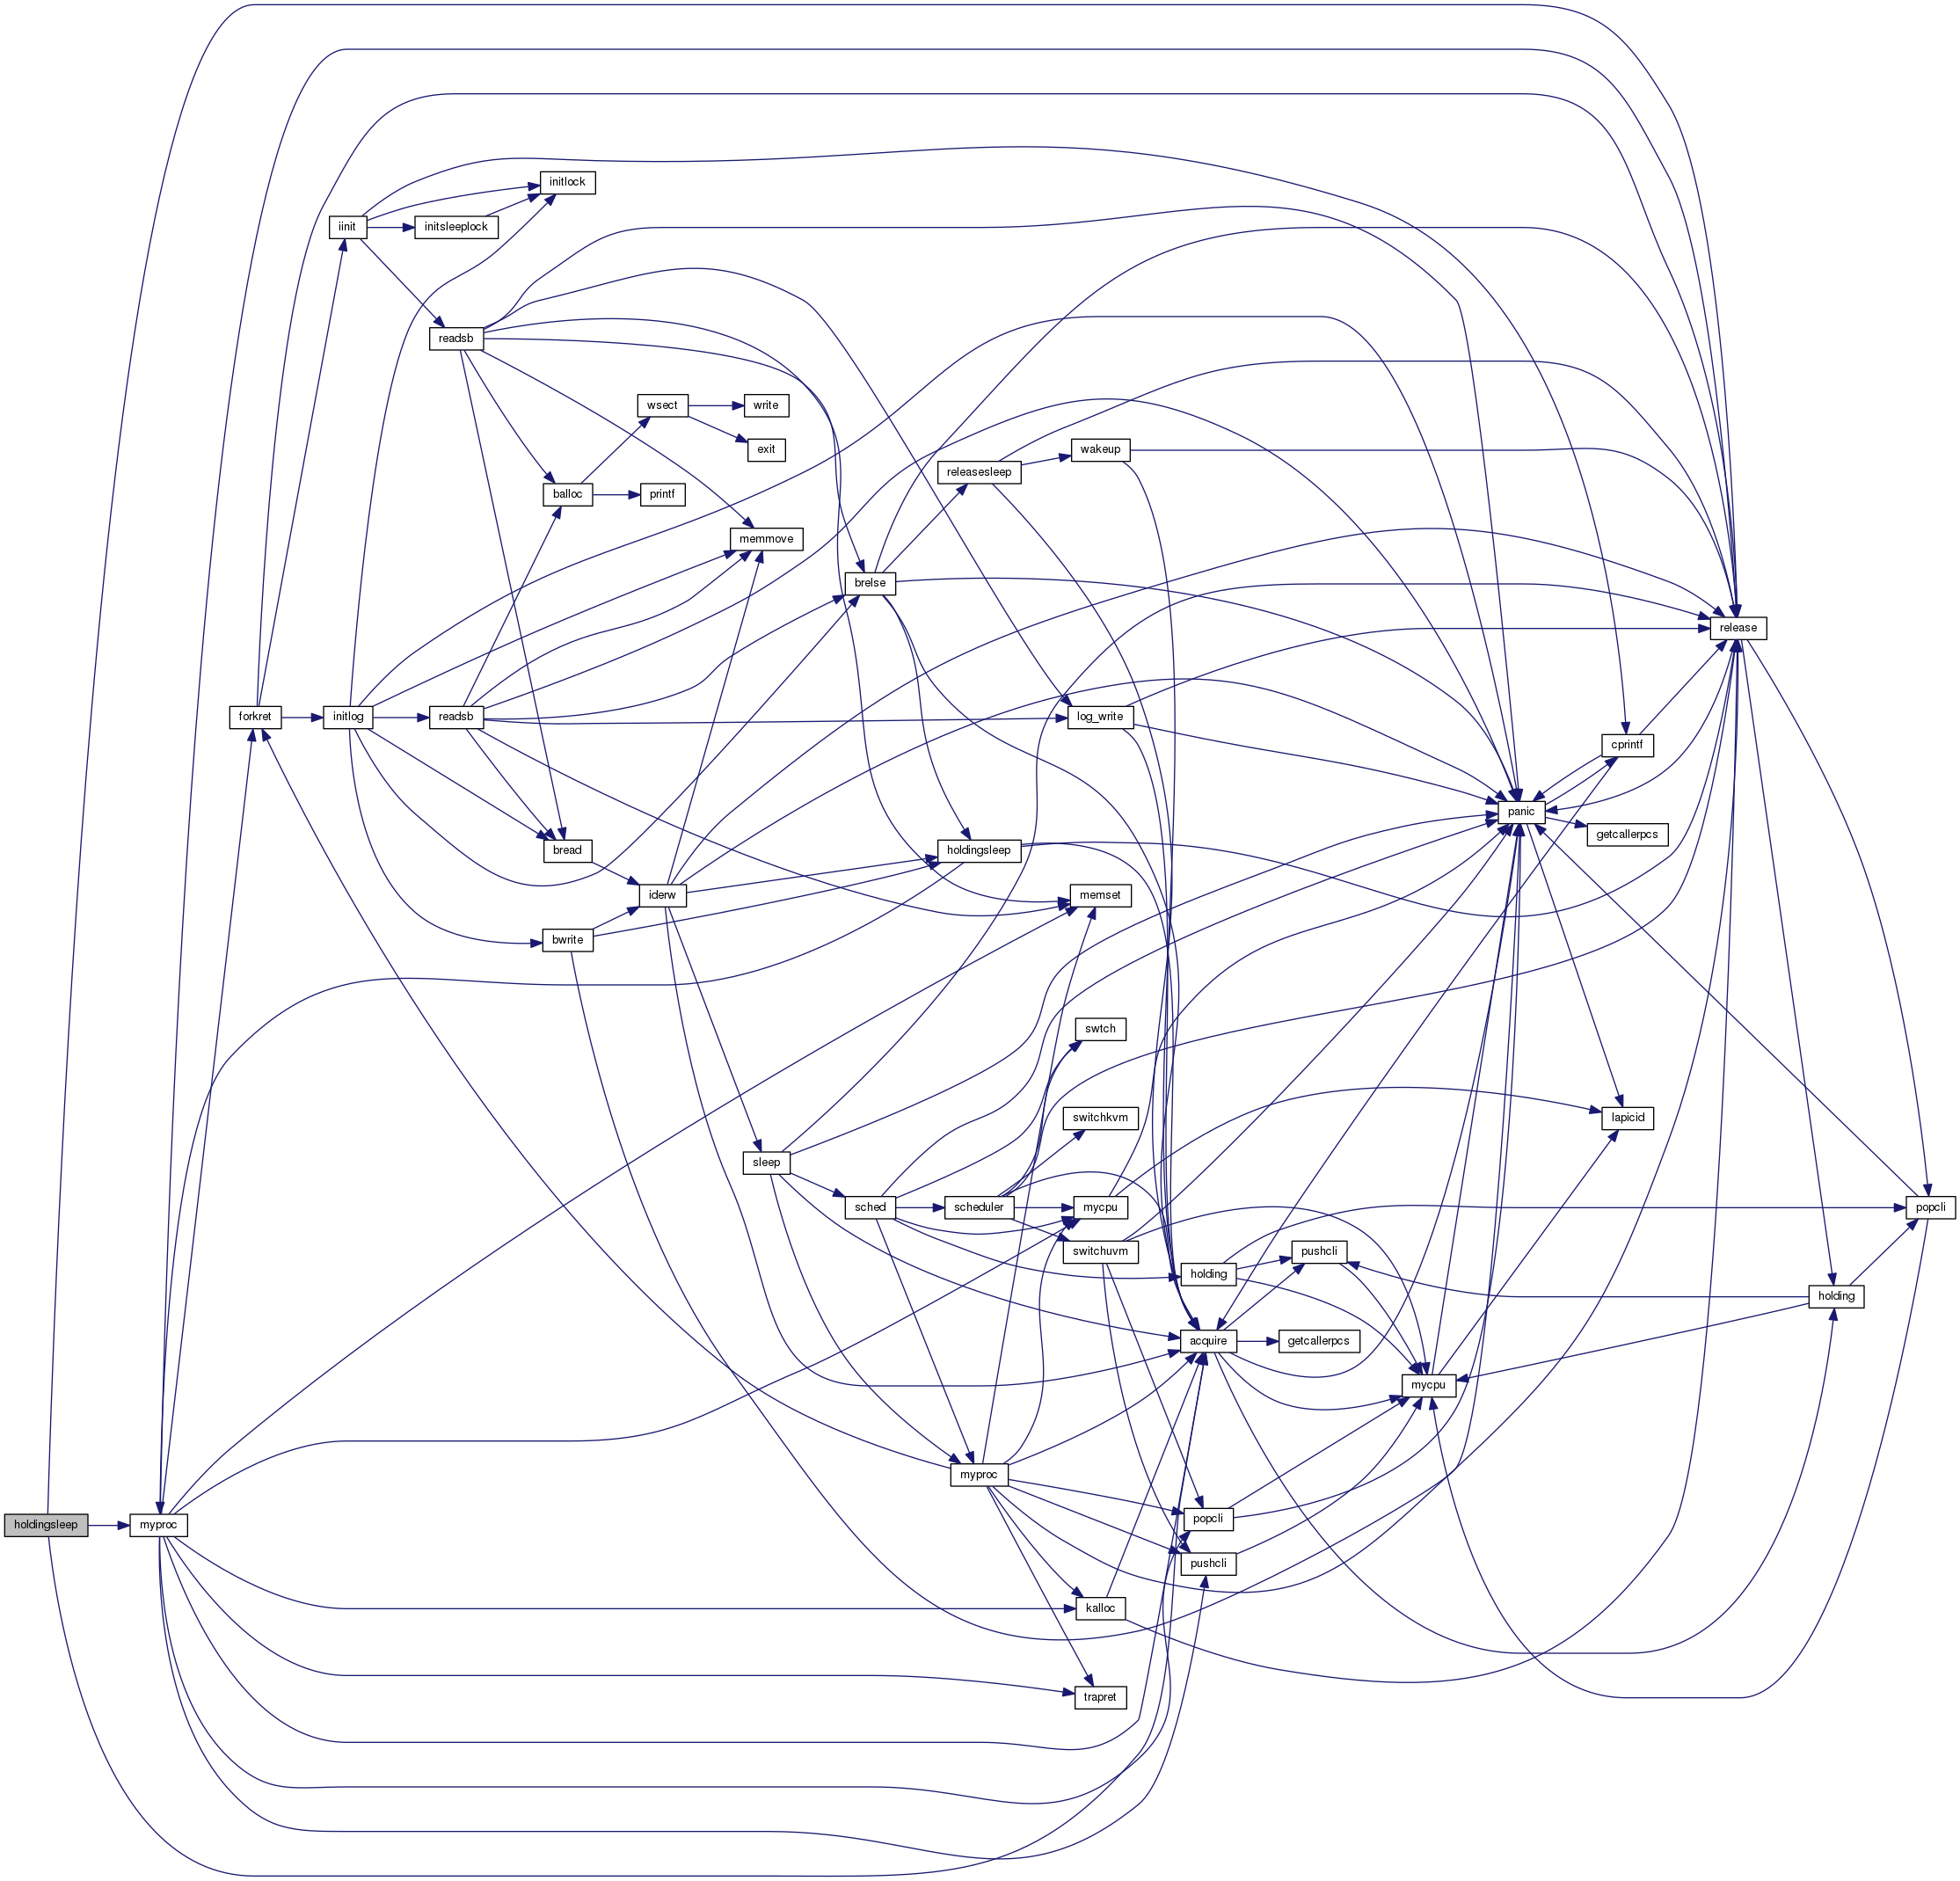 initlock
iinit
initsleeplock
readsb
wsect
write
exit
wakeup
releasesleep
balloc
printf
memmove
brelse
release
forkret
initlog
readsb
log_write
cprintf
panic
getcallerpcs
bread
holdingsleep
iderw
memset
bwrite
swtch
switchkvm
lapicid
sleep
sched
scheduler
mycpu
popcli
switchuvm
pushcli
holding
holding
acquire
getcallerpcs
mycpu
myproc
popcli
holdingsleep
myproc
pushcli
kalloc
trapret